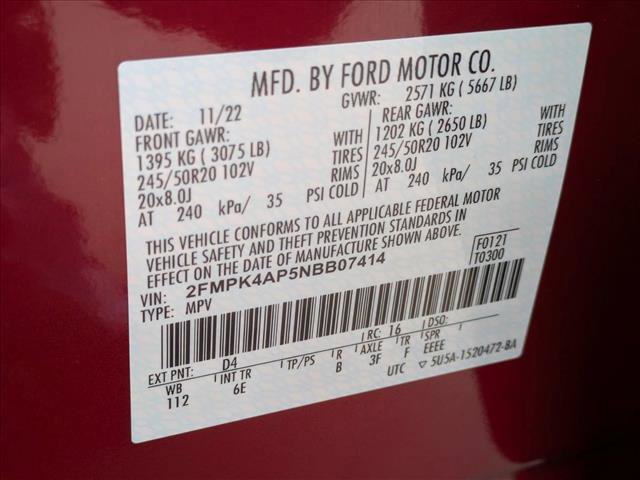 MFD. BY FORD MOTOR CO.
DATE: 11/22 GVWR: 2571 KG ( 5667 LB)
FRONT GAWR: REAR GAWR:
1395 KG ( 3075 LB) WITH 1202 KG ( 2650 LB) WITH
245/50R20 102V TIRES 245/50R20 102V TIRES
20x8.0J RIMS 20x8.0J RIMS
AT 240 kPa/ 35 PSI COLD AT 240 kPa/ 35 PSI COLD
THIS VEHICLE CONFORMS TO ALL APPLICABLE FEDERAL MOTOR
VEHICLE SAFETY AND THEFT PREVENTION STANDARDS IN
EFFECT ON THE DATE OF MANUFACTURE SHOWN ABOVE.
VIN: 2FMPK4AP5NBB07414 F0121
TYPE: MPV T0300
EXT PNT: D4 RC: 16 DSO:
WB INT TR TP/PS R AXLE TR SPR
112 6E B 3F F EEEE
UTC ▽ 5U5A-1520472-BA